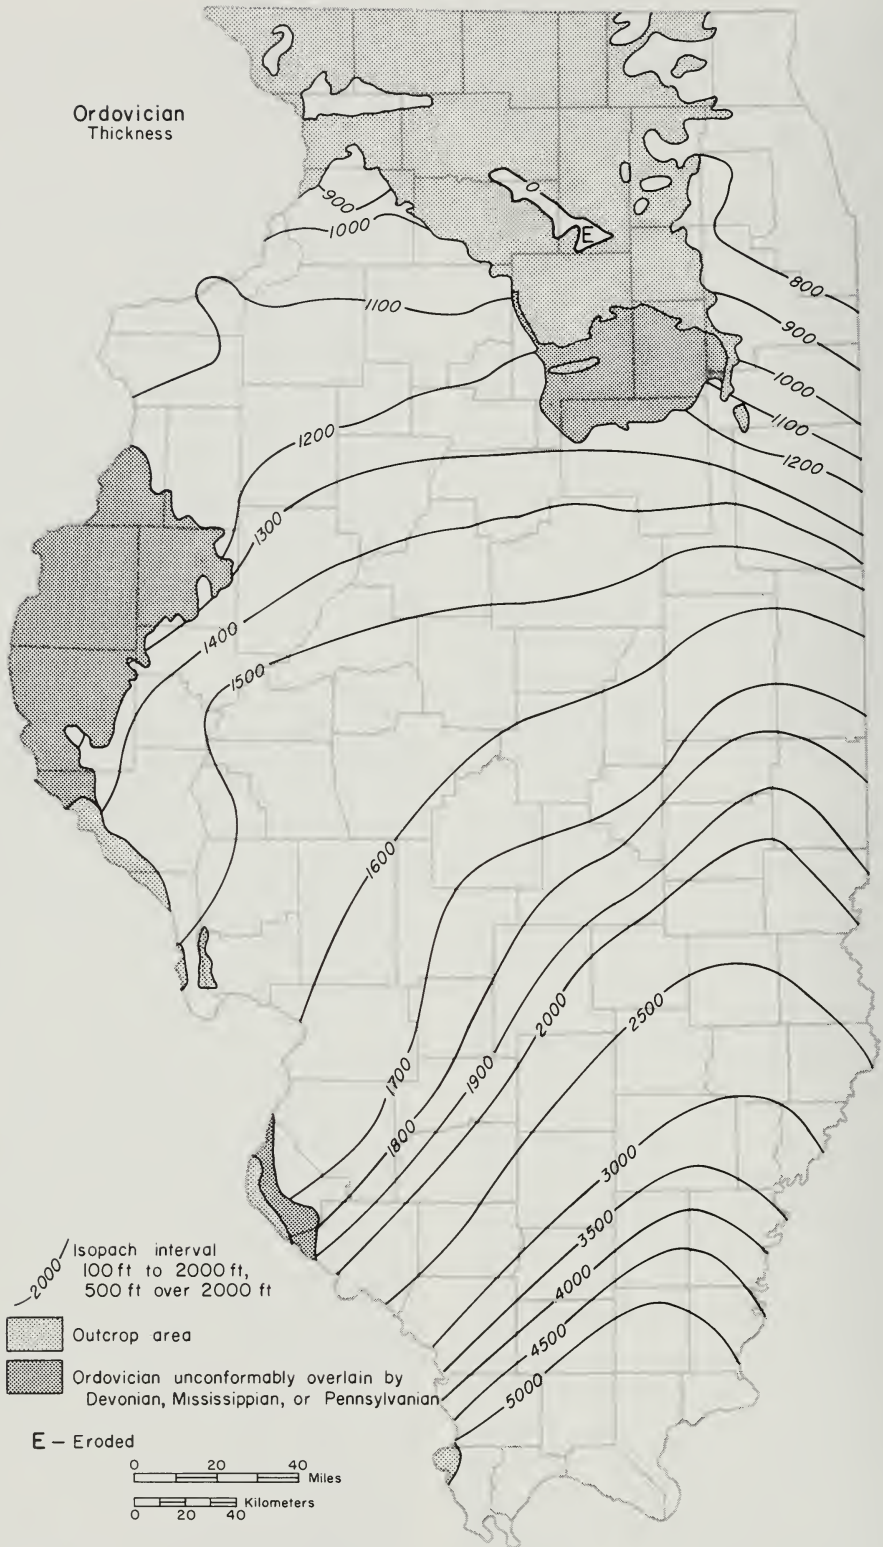 Ordovician
Thickness
0
E
900
1000
800
1100
900
1000
1100
1200
1200
1300
1400
1500
1600
2500
2000
1900
1700
1800
3000
3500
4000
4500
5000
2000
Isopach interval
100 ft to 2000 ft,
500 ft over 2000 ft
Outcrop area
Ordovician unconformably overlain by
Devonian, Mississippian, or Pennsylvanian
E – Eroded
0 20 40 Miles
Kilometers
0 20 40